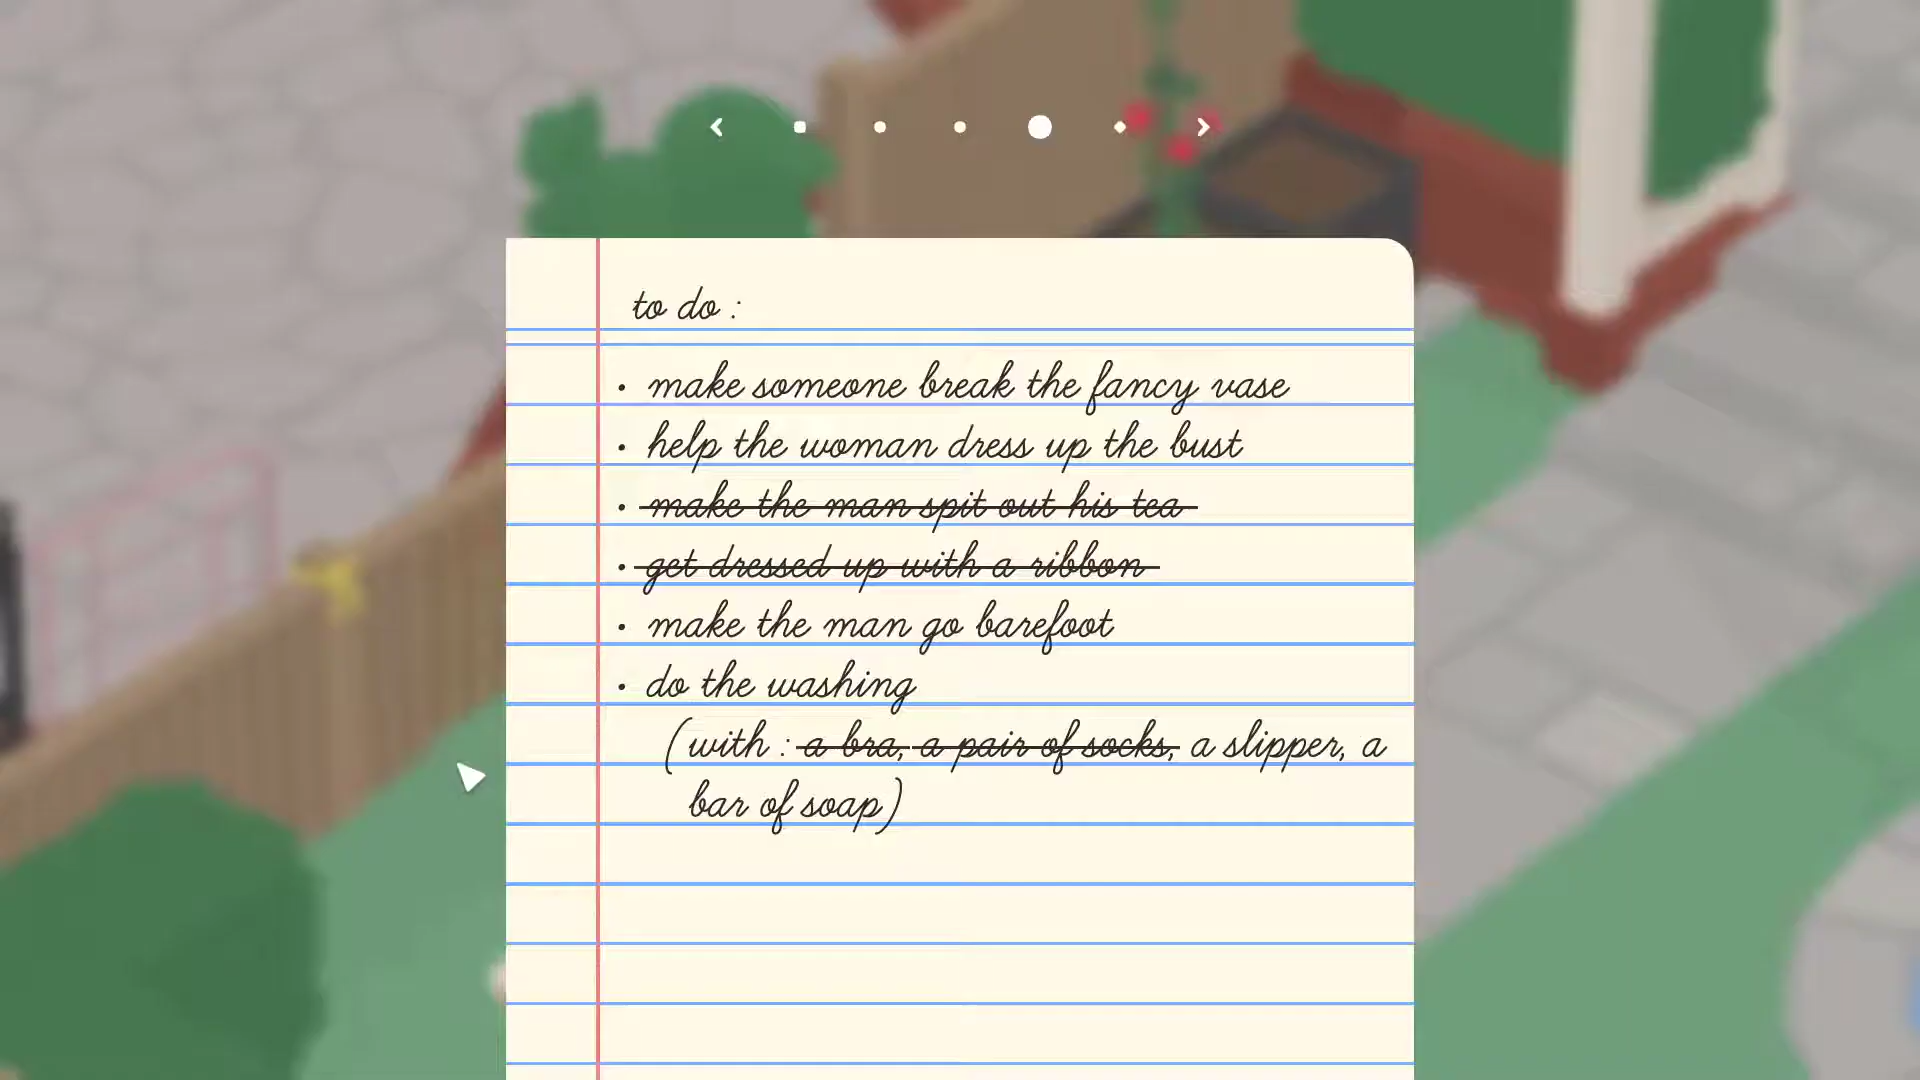 to do :
• make someone break the fancy vase
• help the woman dress up the bust
• make the man spit out his tea
• get dressed up with a ribbon
• make the man go barefoot
• do the washing
(with : a bra, a pair of socks, a slipper, a
bar of soap)